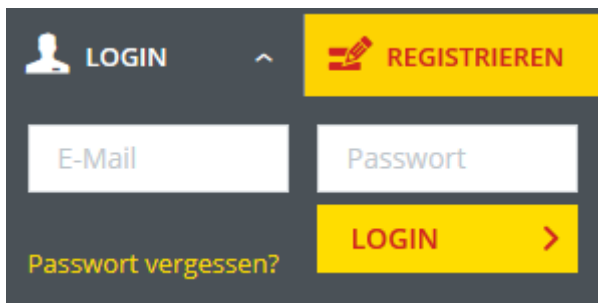 LOGIN
REGISTRIEREN
E-Mail
Passwort
LOGIN
Passwort vergessen?